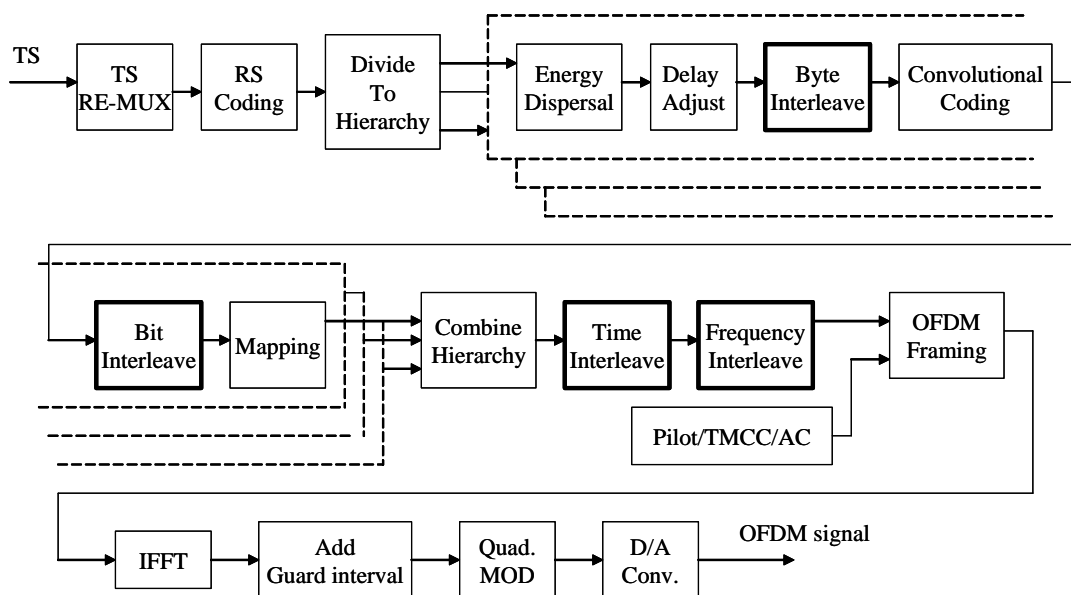 TS
TS
RE-MUX
RS
Coding
Divide
To
Hierarchy
Energy
Dispersal
Delay
Adjust
Byte
Interleave
Convolutional
Coding
Bit
Interleave
Mapping
Combine
Hierarchy
Time
Interleave
Frequency
Interleave
OFDM
Framing
Pilot/TMCC/AC
IFFT
Add
Guard interval
Quad.
MOD
D/A
Conv.
OFDM signal